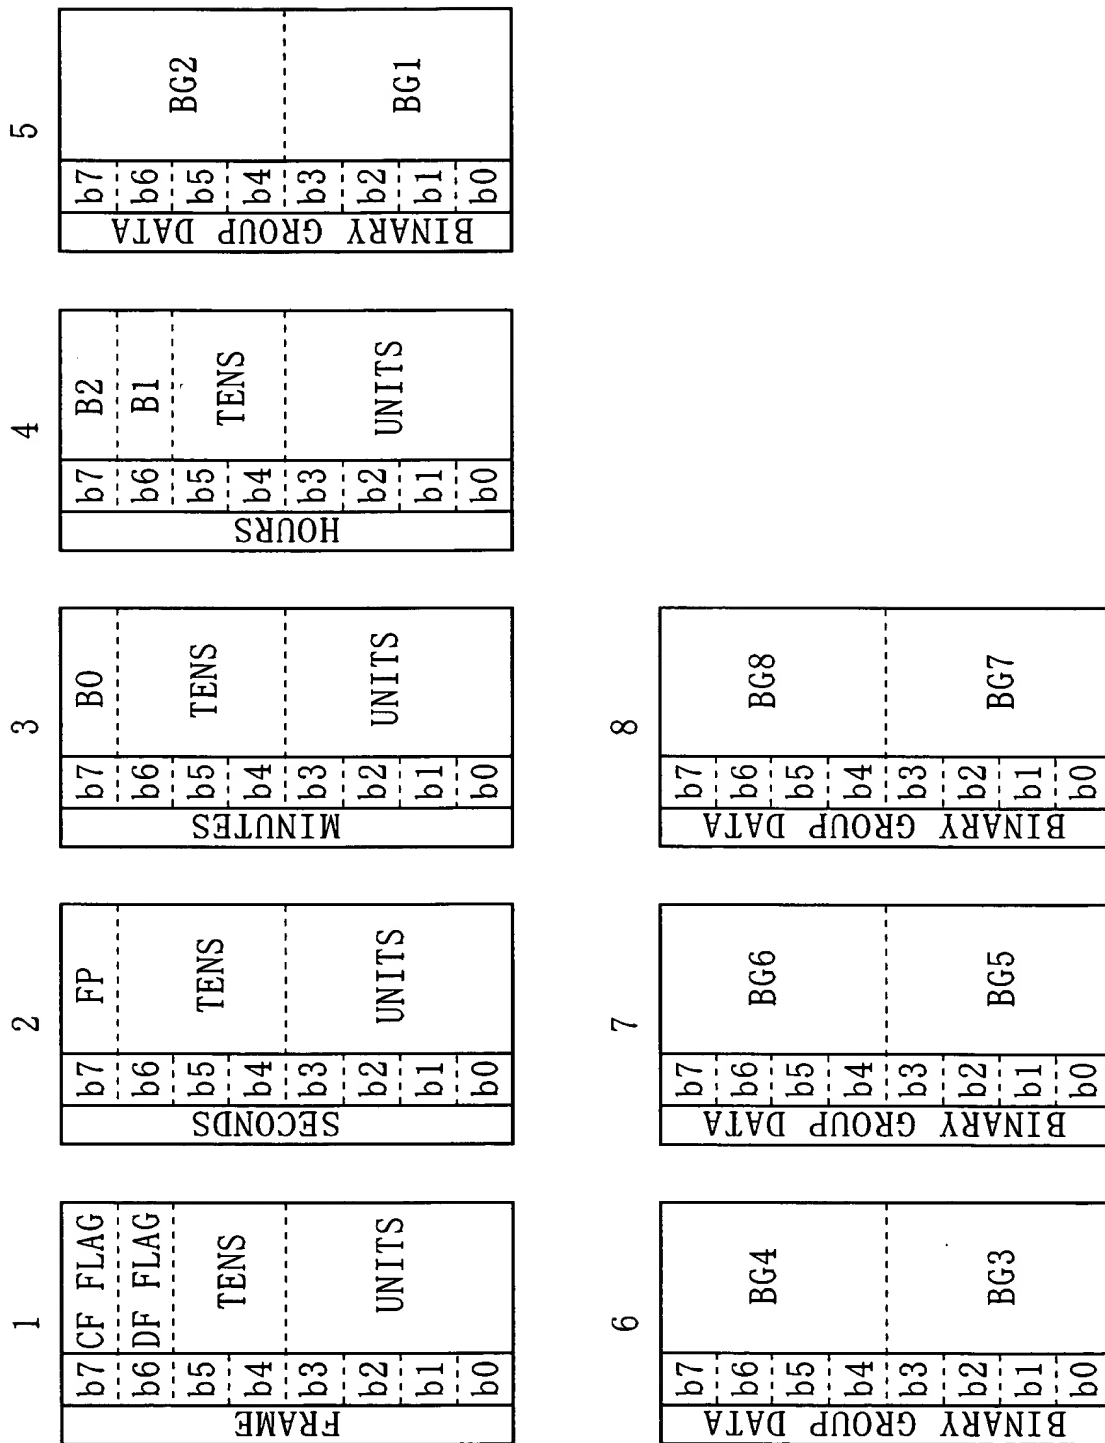 1
FRAME
b7 CF FLAG
b6 DF FLAG
b5
b4
TENS
b3
b2
b1
b0
UNITS
2
SECONDS
b7 FP
b6
b5
b4
TENS
b3
b2
b1
b0
UNITS
3
MINUTES
b7 B0
b6
b5
b4
TENS
b3
b2
b1
b0
UNITS
4
HOURS
b7 B2
b6 B1
b5
b4
TENS
b3
b2
b1
b0
UNITS
5
BINARY GROUP DATA
b7
b6
b5
b4
BG2
b3
b2
b1
b0
BG1
6
BINARY GROUP DATA
b7
b6
b5
b4
BG4
b3
b2
b1
b0
BG3
7
BINARY GROUP DATA
b7
b6
b5
b4
BG6
b3
b2
b1
b0
BG5
8
BINARY GROUP DATA
b7
b6
b5
b4
BG8
b3
b2
b1
b0
BG7